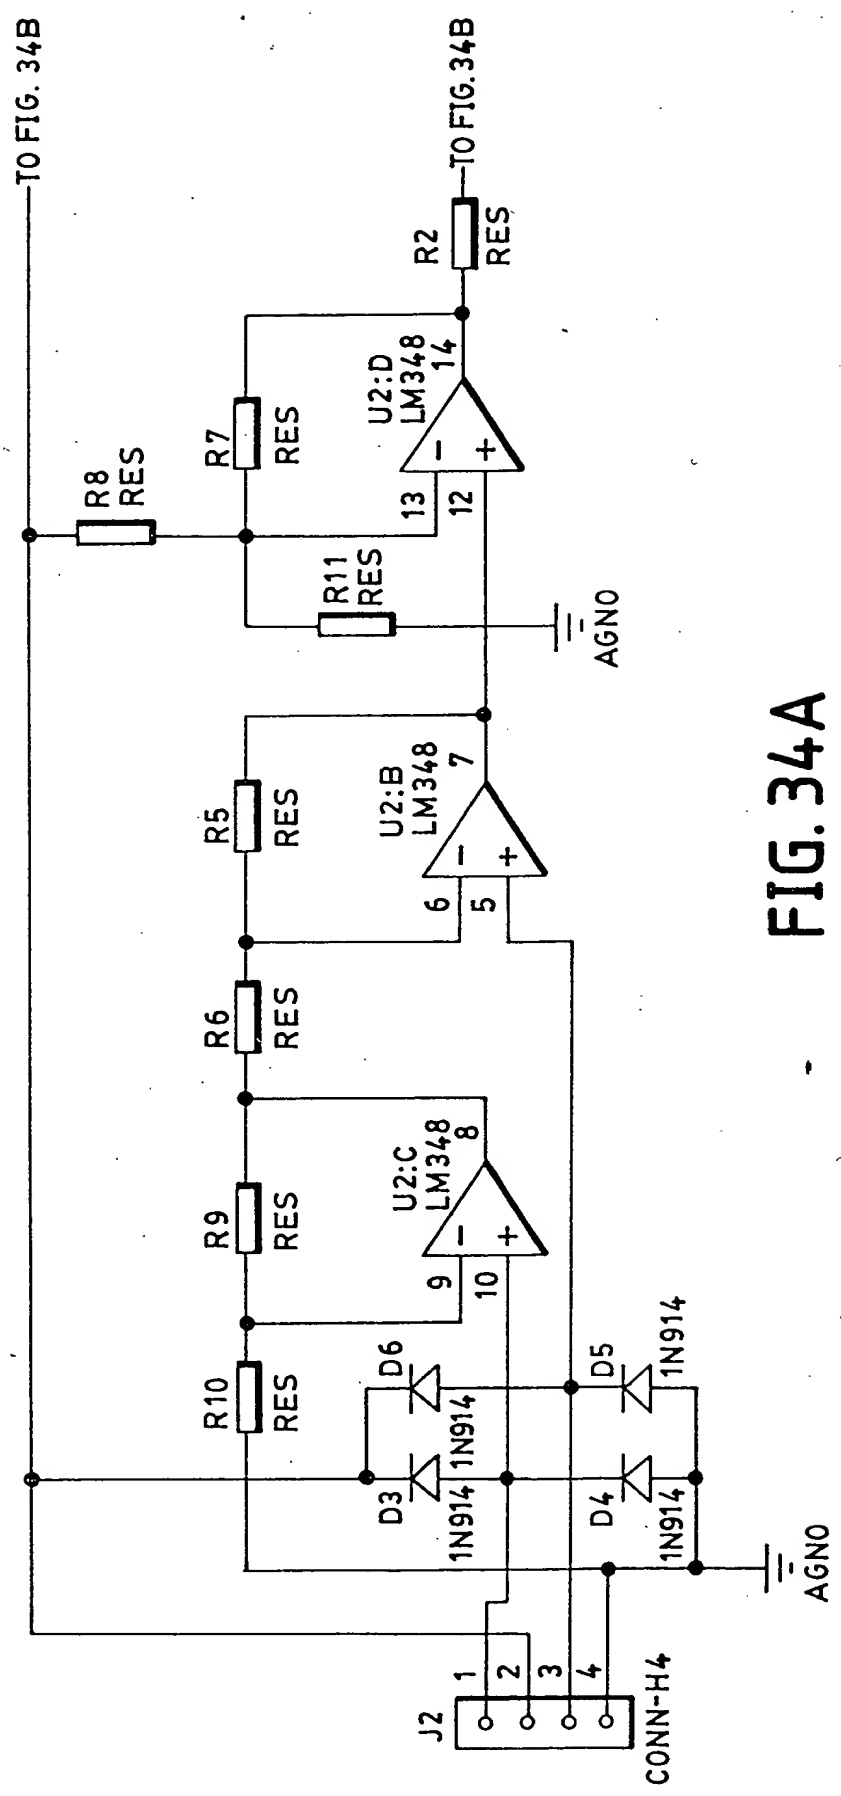 TO FIG. 34B
TO FIG. 34B
R8
RES
R2
RES
R7
RES
U2:D
LM348
14
13
12
R11
RES
AGND
R5
RES
U2:B
LM348
7
6
5
R6
RES
U2:C
LM348
8
9
10
R9
RES
R10
RES
D6
1N914
D5
1N914
D3
1N914
D4
1N914
AGND
J2
1
2
3
4
CONN-H4
FIG. 34A